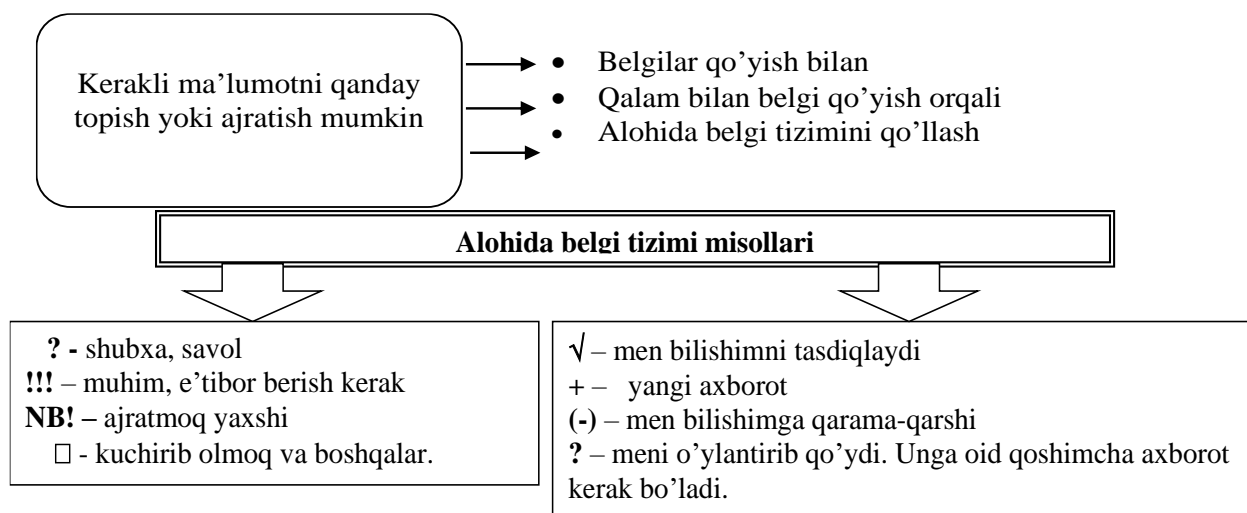 Kerakli ma’lumotni qanday
topish yoki ajratish mumkin
• Belgilar qo’yish bilan
• Qalam bilan belgi qo’yish orqali
• Alohida belgi tizimini qo’llash
Alohida belgi tizimi misollari
? - shubxa, savol
!!! – muhim, e’tibor berish kerak
NB! – ajratmoq yaxshi
□ - kuchirib olmoq va boshqalar.
√ – men bilishimni tasdiqlaydi
+ – yangi axborot
(-) – men bilishimga qarama-qarshi
? – meni o’ylantirib qo’ydi. Unga oid qoshimcha axborot
kerak bo’ladi.